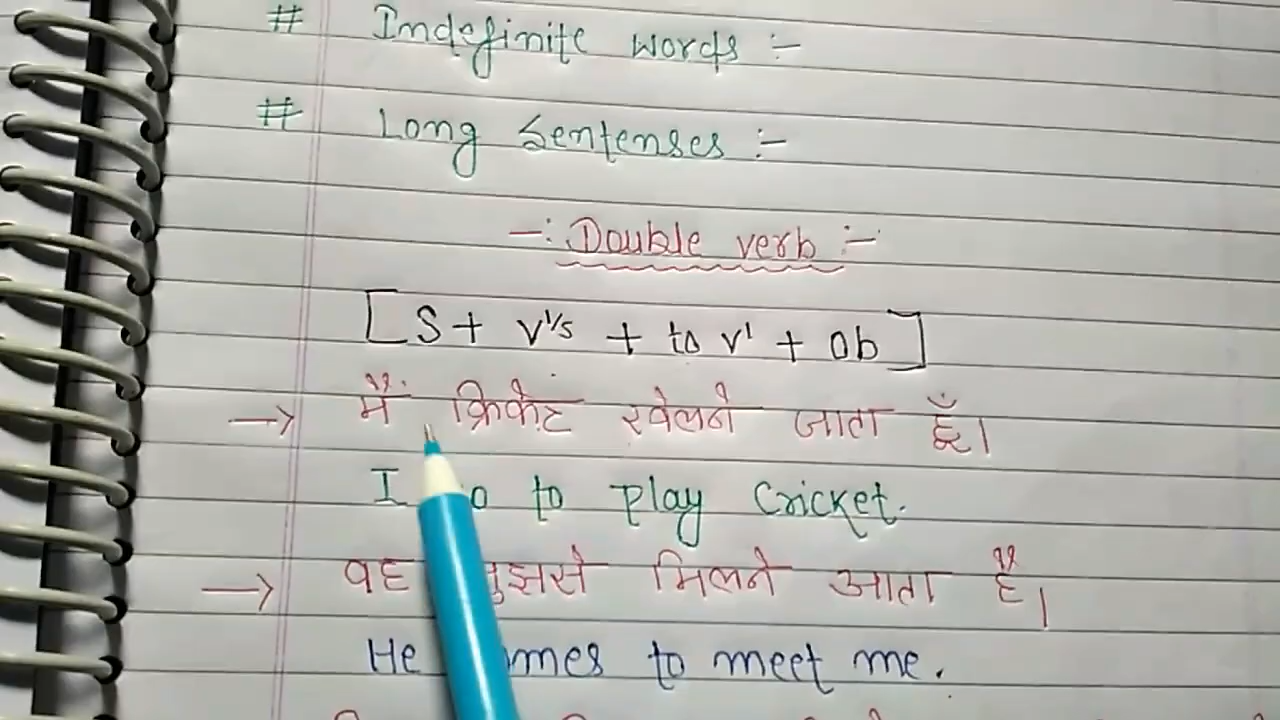 # Indefinite words :-
# Long Sentenses :-
-: Double verb :-
[ S + V¹/s + to V¹ + Ob ]
→ मैं क्रिकेट खेलने जाता हूँ।
I to Play Cricket.
→ वह मिलने आता है।
He to meet me.